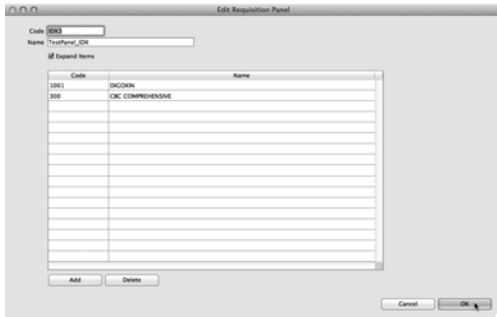 Edit Requisition Panel
Code IDX3
Name TestPanel_IDX
Expand Items
Code Name
1001 DIGOXIN
300 CBC COMPREHENSIVE
Add Delete
Cancel OK